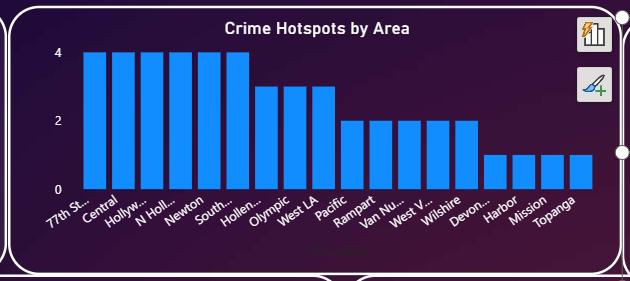 Crime Hotspots by Area
4
2
0
77th St...
Central
Hollyw...
N Holl...
Newton
South...
Hollen...
Olympic
West LA
Pacific
Rampart
Van Nu...
West V...
Wilshire
Devon...
Harbor
Mission
Topanga